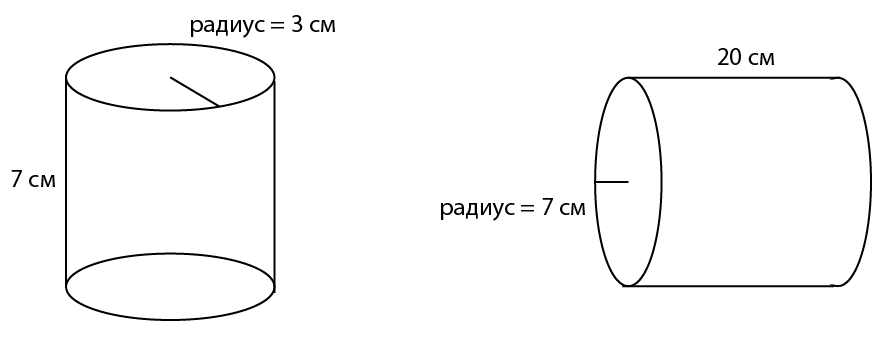 радиус = 3 см
7 см
20 см
радиус = 7 см